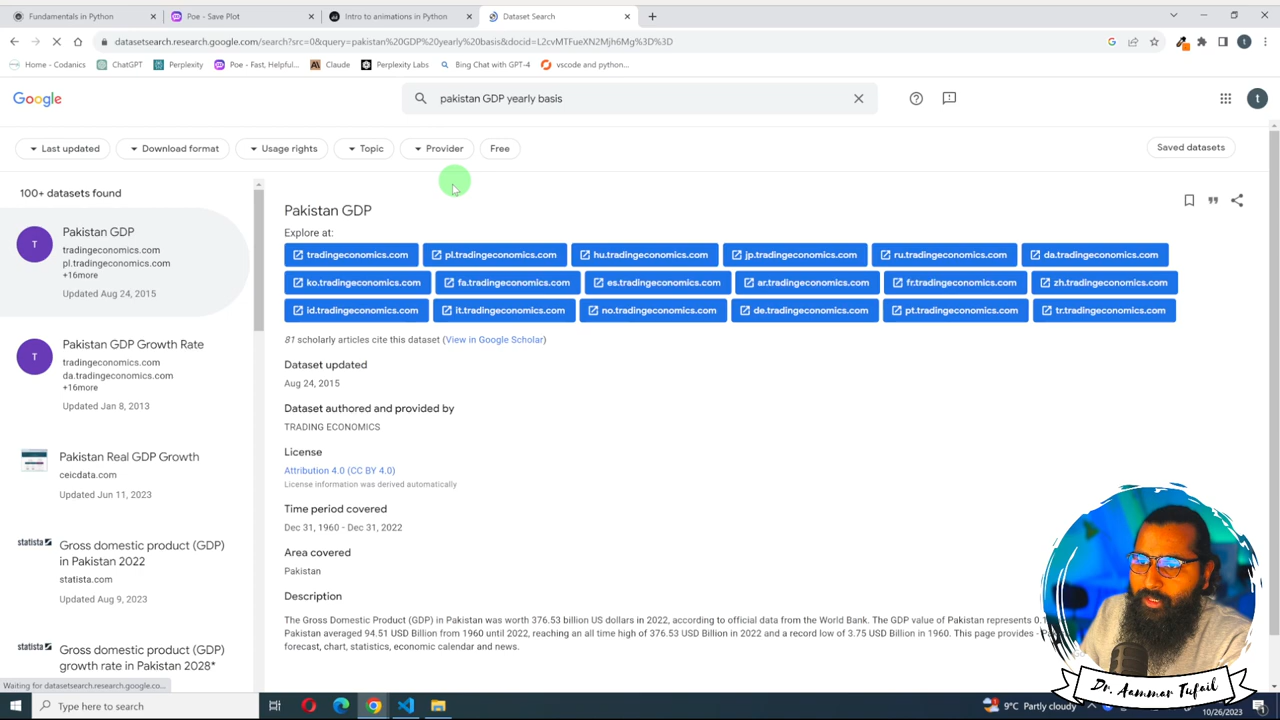 Fundamentals in Python
Poe - Save Plot
Intro to animations in Python
Dataset Search
datasetsearch.research.google.com/search?src=0&query=pakistan%20GDP%20yearly%20basis&docid=L2cvMTFueXN2Mjh6Mg%3D%3D
t
Home - Codanics
ChatGPT
Perplexity
Poe - Fast, Helpful...
Claude
Perplexity Labs
Bing Chat with GPT-4
vscode and python...
Google
pakistan GDP yearly basis
t
Last updated
Download format
Usage rights
Topic
Provider
Free
Saved datasets
100+ datasets found
T
Pakistan GDP
tradingeconomics.com
pl.tradingeconomics.com
+16more
Updated Aug 24, 2015
T
Pakistan GDP Growth Rate
tradingeconomics.com
da.tradingeconomics.com
+16more
Updated Jan 8, 2013
Pakistan Real GDP Growth
ceicdata.com
Updated Jun 11, 2023
statista
Gross domestic product (GDP)
in Pakistan 2022
statista.com
Updated Aug 9, 2023
statista
Gross domestic product (GDP)
growth rate in Pakistan 2028*
Waiting for datasetsearch.research.google.co...
Pakistan GDP
Explore at:
tradingeconomics.com
pl.tradingeconomics.com
hu.tradingeconomics.com
jp.tradingeconomics.com
ru.tradingeconomics.com
da.tradingeconomics.com
ko.tradingeconomics.com
fa.tradingeconomics.com
es.tradingeconomics.com
ar.tradingeconomics.com
fr.tradingeconomics.com
zh.tradingeconomics.com
id.tradingeconomics.com
it.tradingeconomics.com
no.tradingeconomics.com
de.tradingeconomics.com
pt.tradingeconomics.com
tr.tradingeconomics.com
81 scholarly articles cite this dataset (View in Google Scholar)
Dataset updated
Aug 24, 2015
Dataset authored and provided by
TRADING ECONOMICS
License
Attribution 4.0 (CC BY 4.0)
License information was derived automatically
Time period covered
Dec 31, 1960 - Dec 31, 2022
Area covered
Pakistan
Description
The Gross Domestic Product (GDP) in Pakistan was worth 376.53 billion US dollars in 2022, according to official data from the World Bank. The GDP value of Pakistan represents
Pakistan averaged 94.51 USD Billion from 1960 until 2022, reaching an all time high of 376.53 USD Billion in 2022 and a record low of 3.75 USD Billion in 1960. This page provides -
forecast, chart, statistics, economic calendar and news.
Dr. Aammar Tufail
Type here to search
9°C Partly cloudy
10/26/2023